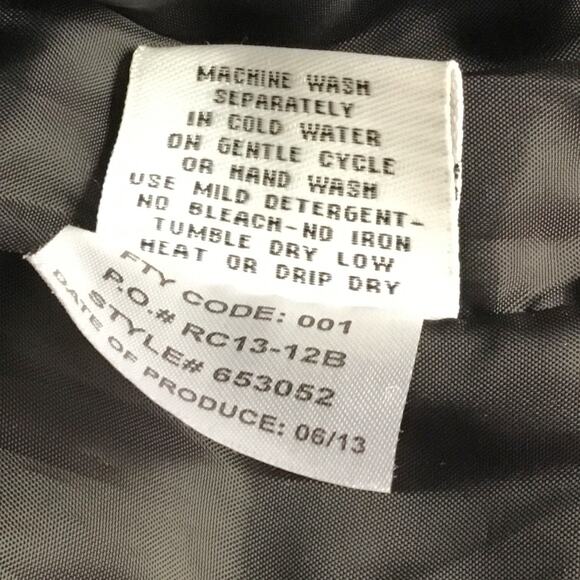 MACHINE WASH
SEPARATELY
IN COLD WATER
ON GENTLE CYCLE
OR HAND WASH
USE MILD DETERGENT-
NO BLEACH-NO IRON
TUMBLE DRY LOW
HEAT OR DRIP DRY
FTY CODE: 001
P.O.# RC13-12B
STYLE# 653052
DATE OF PRODUCE: 06/13